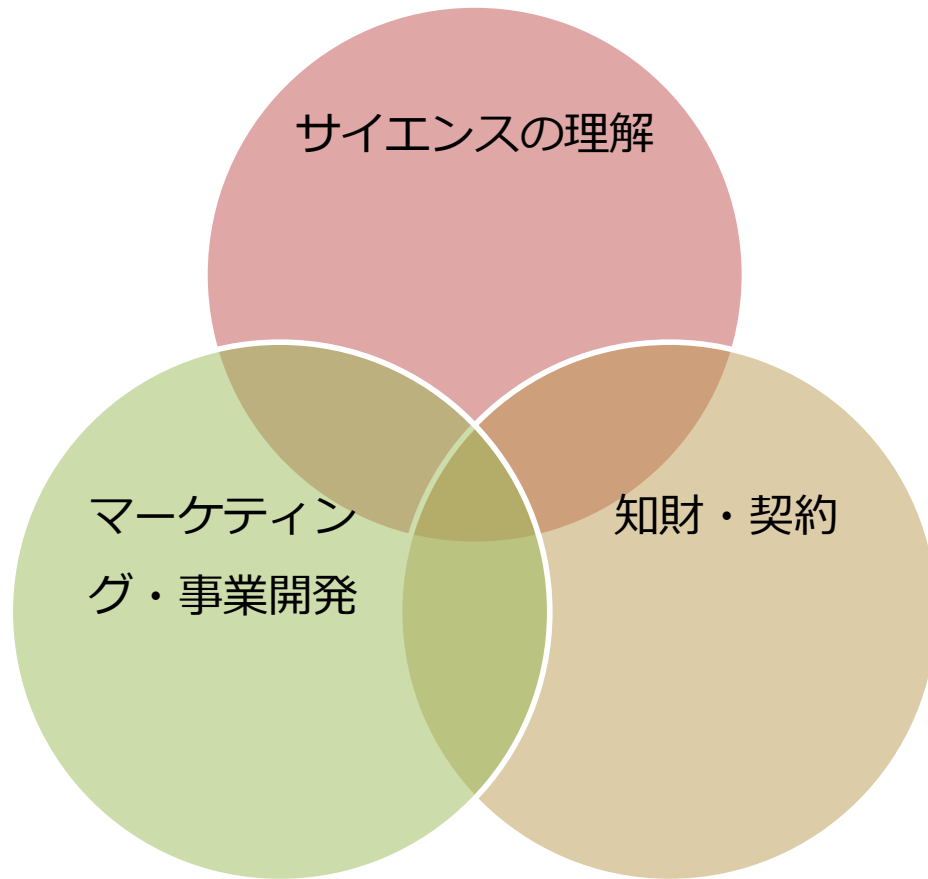 サイエンスの理解
マーケティン
グ・事業開発
知財・契約